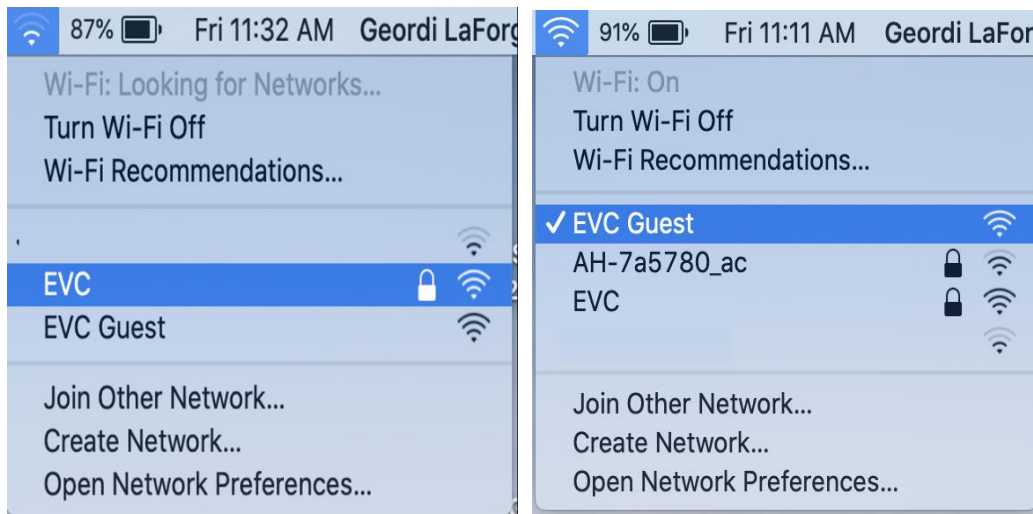 87% Fri 11:32 AM Geordi LaForg
Wi-Fi: Looking for Networks...
Turn Wi-Fi Off
Wi-Fi Recommendations...
EVC
EVC Guest
Join Other Network...
Create Network...
Open Network Preferences...
91% Fri 11:11 AM Geordi LaFor
Wi-Fi: On
Turn Wi-Fi Off
Wi-Fi Recommendations...
✓ EVC Guest
AH-7a5780_ac
EVC
Join Other Network...
Create Network...
Open Network Preferences...